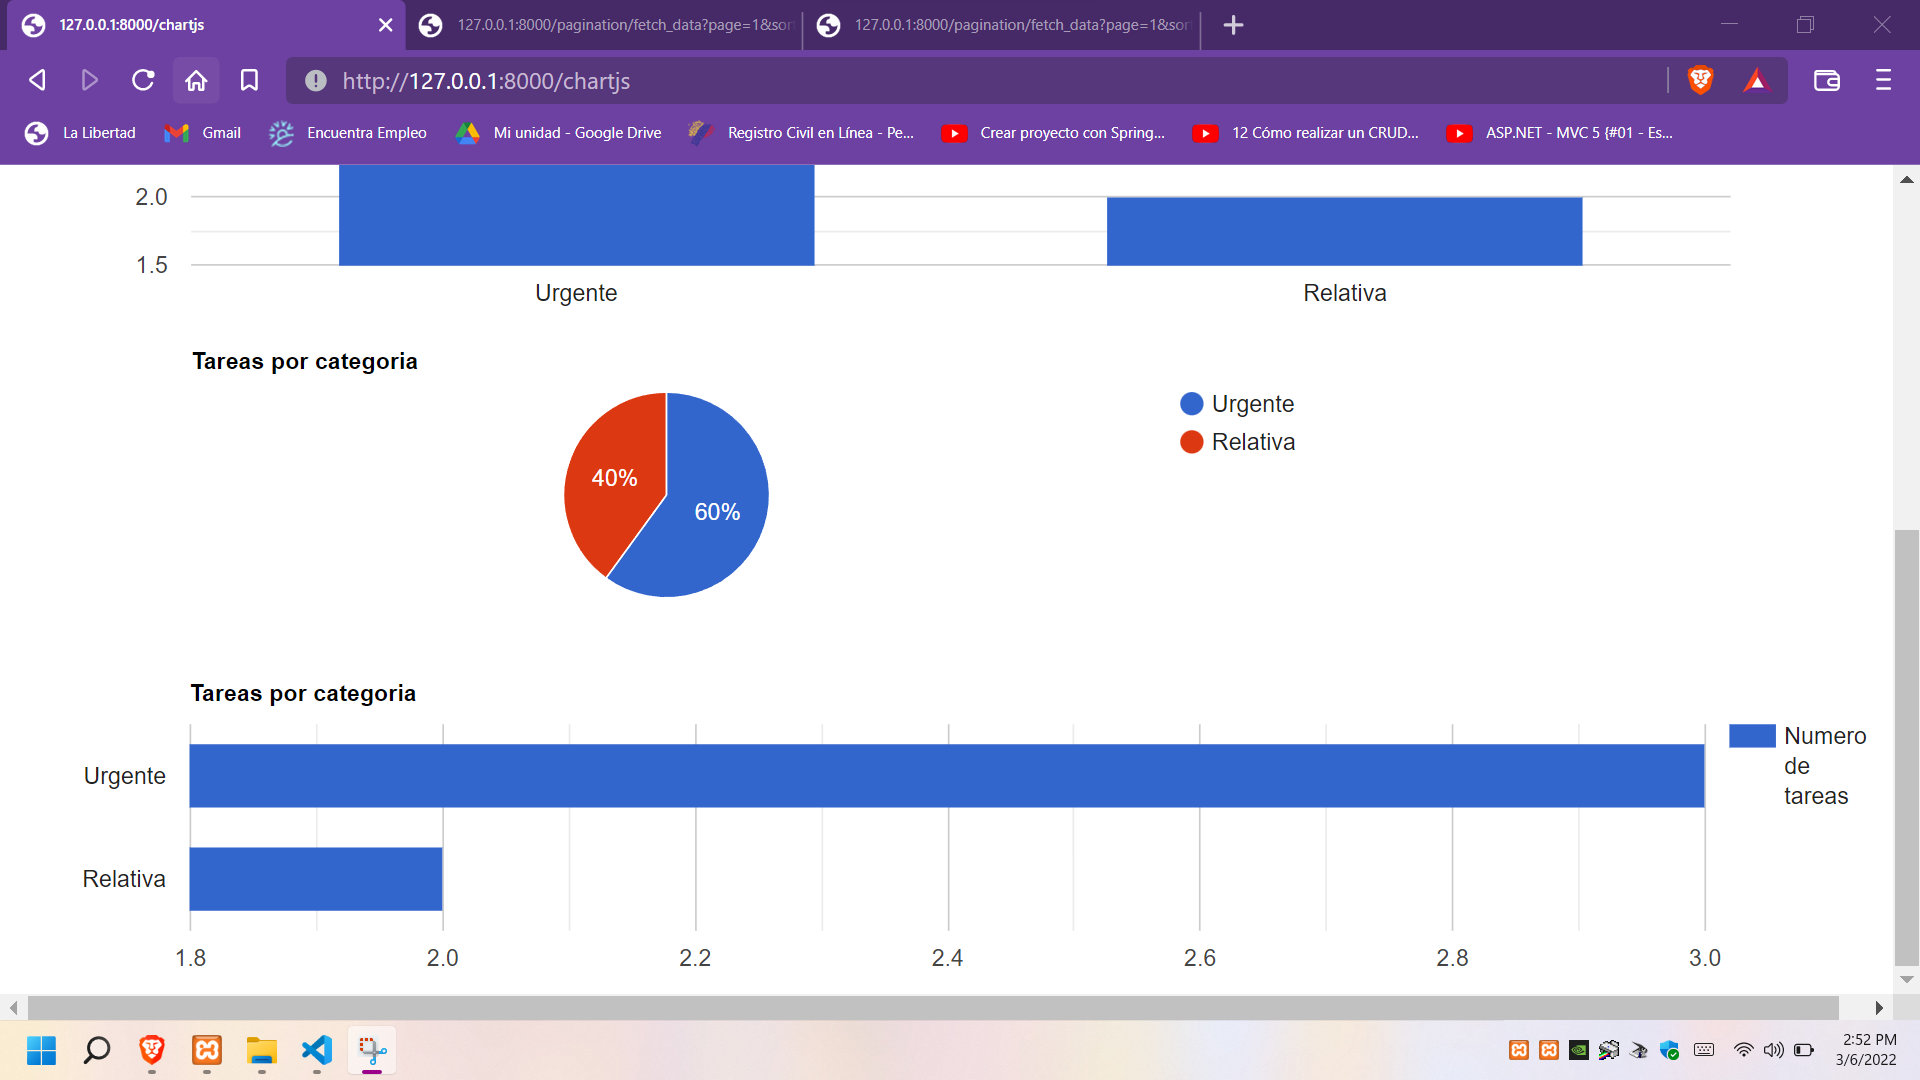 127.0.0.1:8000/chartjs
127.0.0.1:8000/pagination/fetch_data?page=1&sor
127.0.0.1:8000/pagination/fetch_data?page=1&sor
http://127.0.0.1:8000/chartjs
La Libertad
Gmail
Encuentra Empleo
Mi unidad - Google Drive
Registro Civil en Línea - Pe...
Crear proyecto con Spring...
12 Cómo realizar un CRUD...
ASP.NET - MVC 5 {#01 - Es...
2.0
1.5
Urgente
Relativa
Tareas por categoria
40%
60%
Urgente
Relativa
Tareas por categoria
Urgente
Relativa
1.8
2.0
2.2
2.4
2.6
2.8
3.0
Numero
de
tareas
2:52 PM
3/6/2022